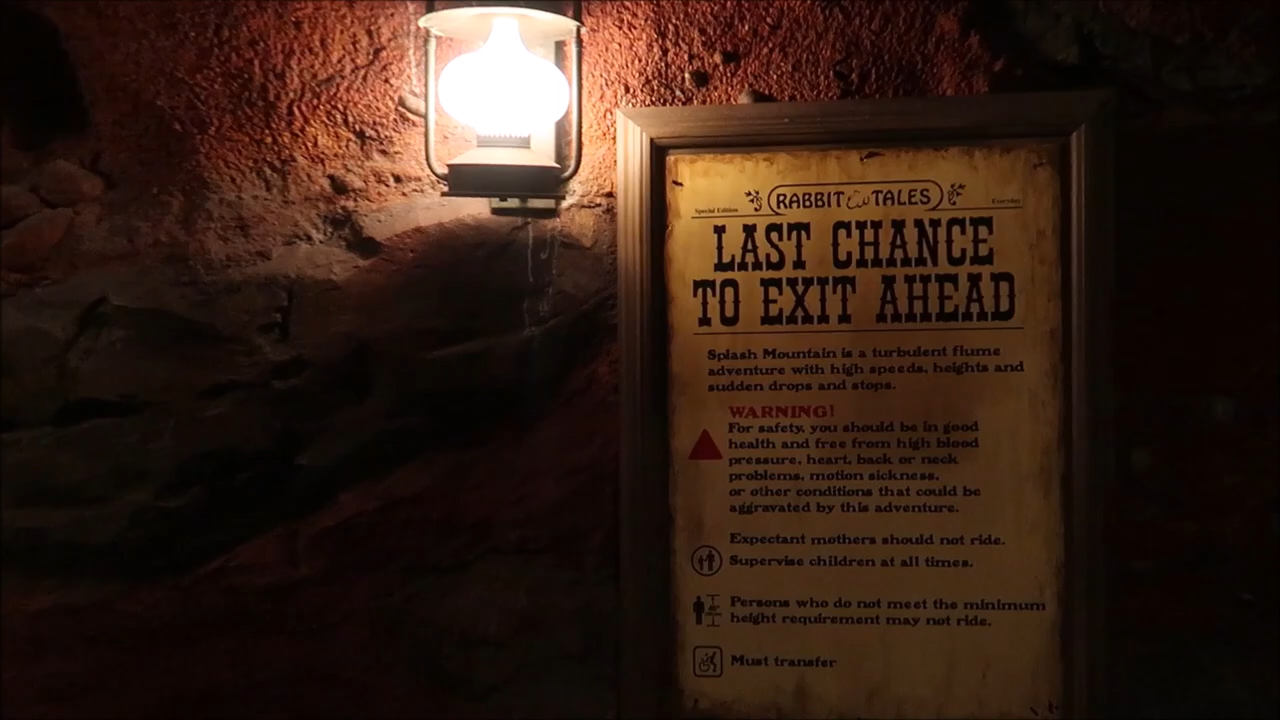 Special Edition
RABBIT TALES
Everyday
LAST CHANCE
TO EXIT AHEAD
Splash Mountain is a turbulent flume
adventure with high speeds, heights and
sudden drops and stops.
WARNING!
For safety, you should be in good
health and free from high blood
pressure, heart, back or neck
problems, motion sickness,
or other conditions that could be
aggravated by this adventure.
Expectant mothers should not ride.
Supervise children at all times.
Persons who do not meet the minimum
height requirement may not ride.
Must transfer